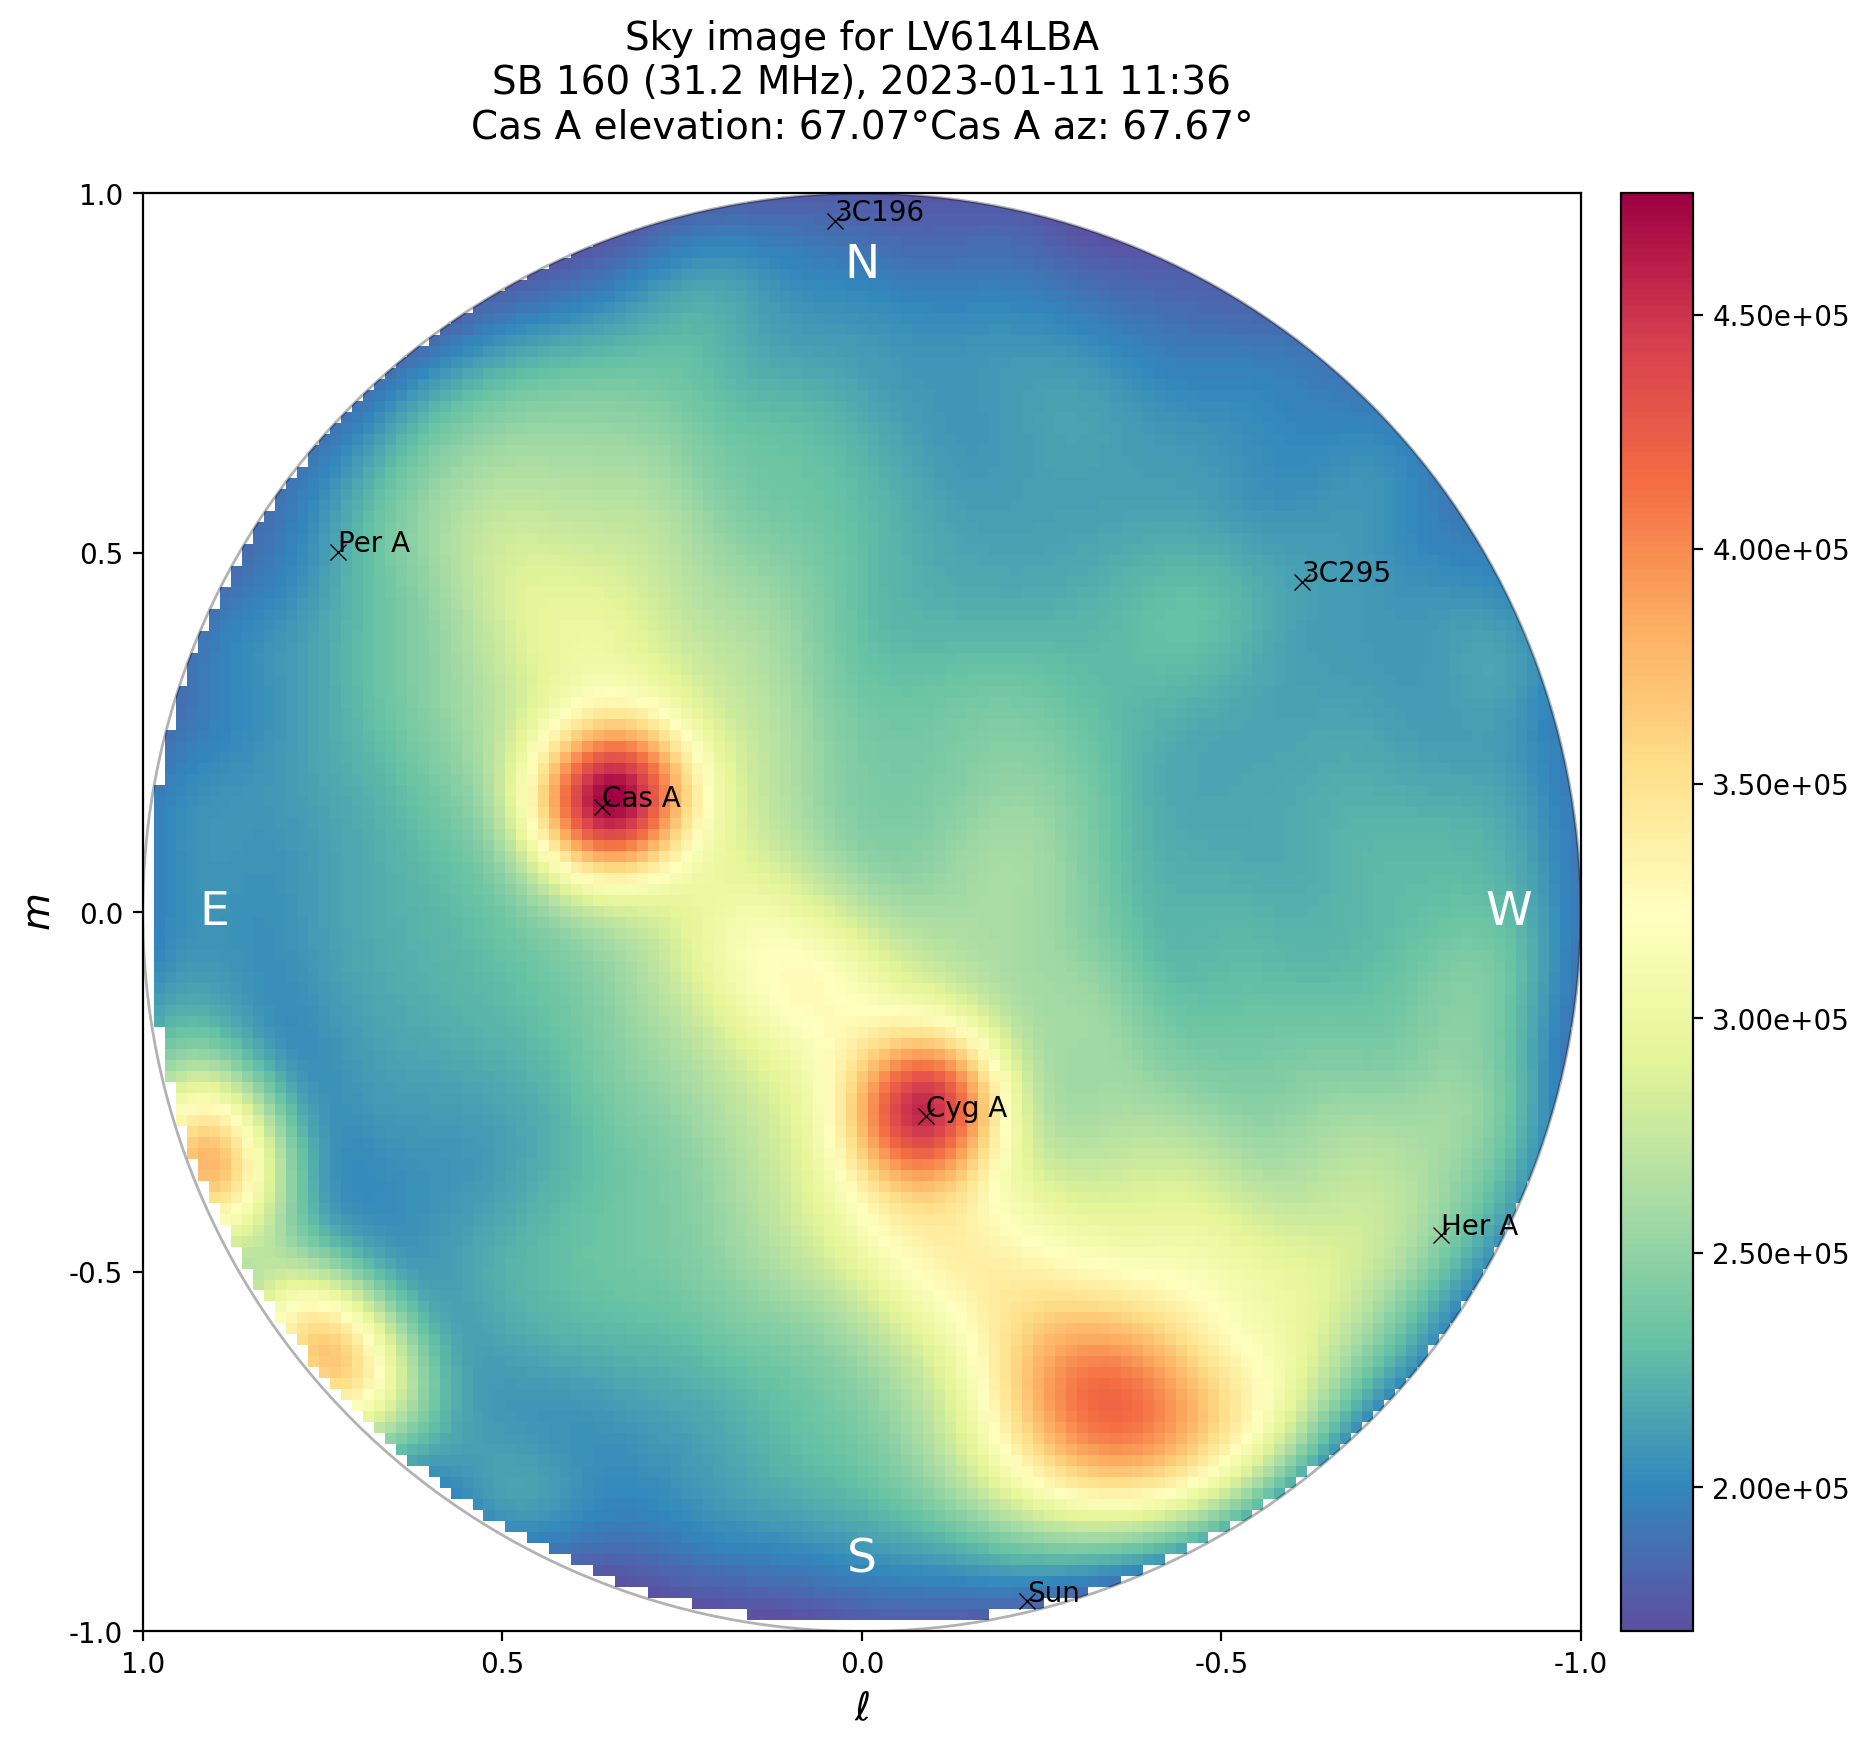 Sky image for LV614LBA
SB 160 (31.2 MHz), 2023-01-11 11:36
Cas A elevation: 67.07°Cas A az: 67.67°
1.0
3C196
N
4.50e+05
Per A
0.5
4.00e+05
3C295
Cas A
3.50e+05
m
0.0
E
W
3.00e+05
Cyg A
Her A
-0.5
2.50e+05
2.00e+05
S
Sun
-1.0
1.0
0.5
0.0
-0.5
-1.0
ℓ